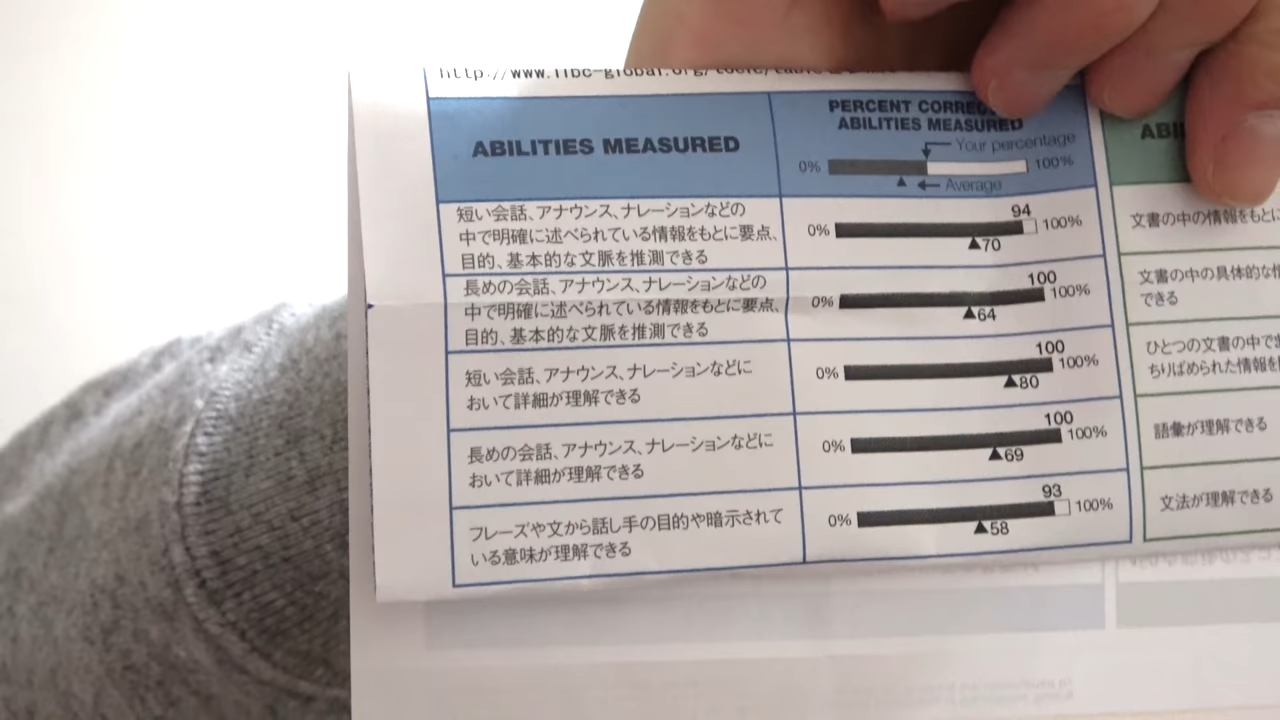 ABILITIES MEASURED
PERCENT CORRECT
ABILITIES MEASURED
Your percentage
0% 100%
Average
短い会話、アナウンス、ナレーションなどの
中で明確に述べられている情報をもとに要点、
目的、基本的な文脈を推測できる
94
0% 100%
70
長めの会話、アナウンス、ナレーションなどの
中で明確に述べられている情報をもとに要点、
目的、基本的な文脈を推測できる
100
0% 100%
64
短い会話、アナウンス、ナレーションなどに
おいて詳細が理解できる
100
0% 100%
80
長めの会話、アナウンス、ナレーションなどに
おいて詳細が理解できる
100
0% 100%
69
フレーズや文から話し手の目的や暗示されて
いる意味が理解できる
93
0% 100%
58
ABI
文書の中の情報をもとに
文書の中の具体的な
できる
ひとつの文書の中で
ちりばめられた情報を
語彙が理解できる
文法が理解できる